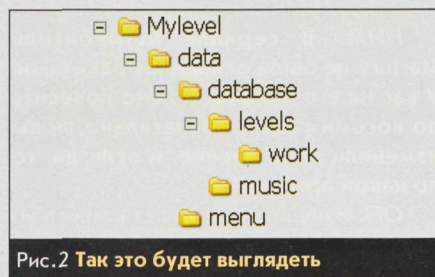 Mylevel
data
database
levels
work
music
menu
Рис.2 Так это будет выглядеть